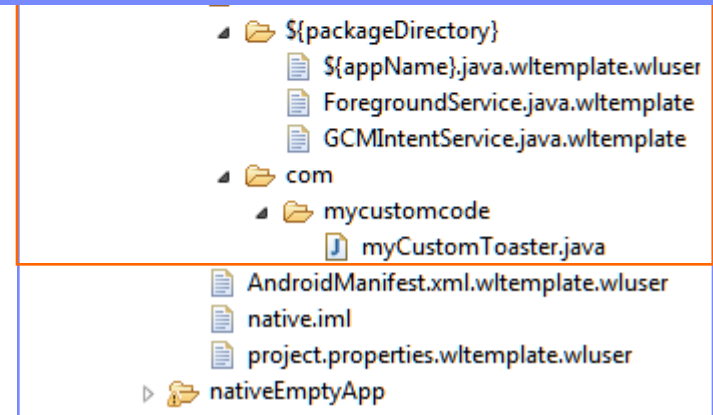 ${packageDirectory}
${appName}.java.wltemplate.wluser
ForegroundService.java.wltemplate
GCMIntentService.java.wltemplate
com
mycustomcode
myCustomToaster.java
AndroidManifest.xml.wltemplate.wluser
native.iml
project.properties.wltemplate.wluser
nativeEmptyApp